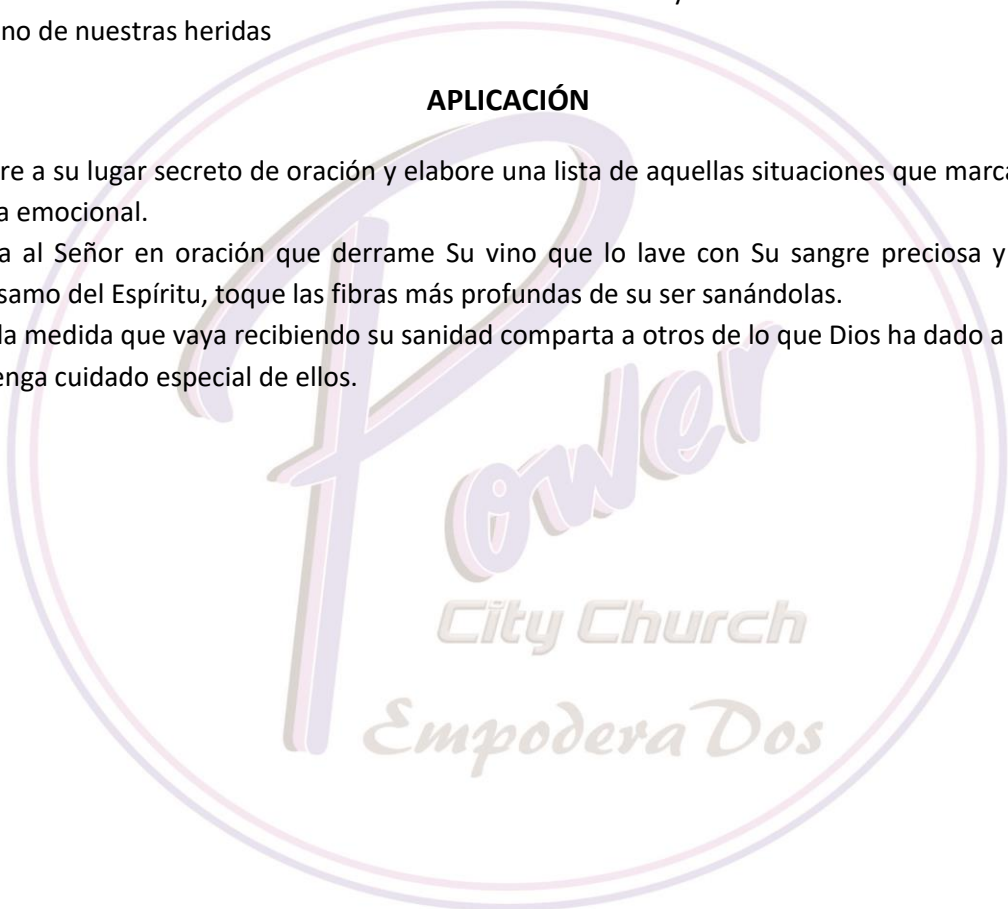 no de nuestras heridas
APLICACIÓN
re a su lugar secreto de oración y elabore una lista de aquellas situaciones que marca
a emocional.
a al Señor en oración que derrame Su vino que lo lave con Su sangre preciosa y
samo del Espíritu, toque las fibras más profundas de su ser sanándolas.
la medida que vaya recibiendo su sanidad comparta a otros de lo que Dios ha dado a
enga cuidado especial de ellos.
Power
City Church
EmpoderaDos